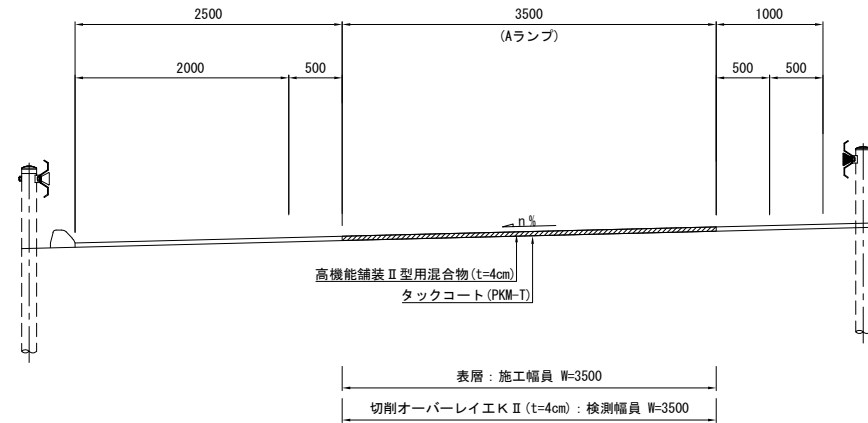 2500
3500
1000
(Aランプ)
2000
500
500
500
n%
高機能舗装Ⅱ型用混合物(t=4cm)
タックコート(PKM-T)
表層:施工幅員 W=3500
切削オーバーレイ工KⅡ(t=4cm):検測幅員 W=3500